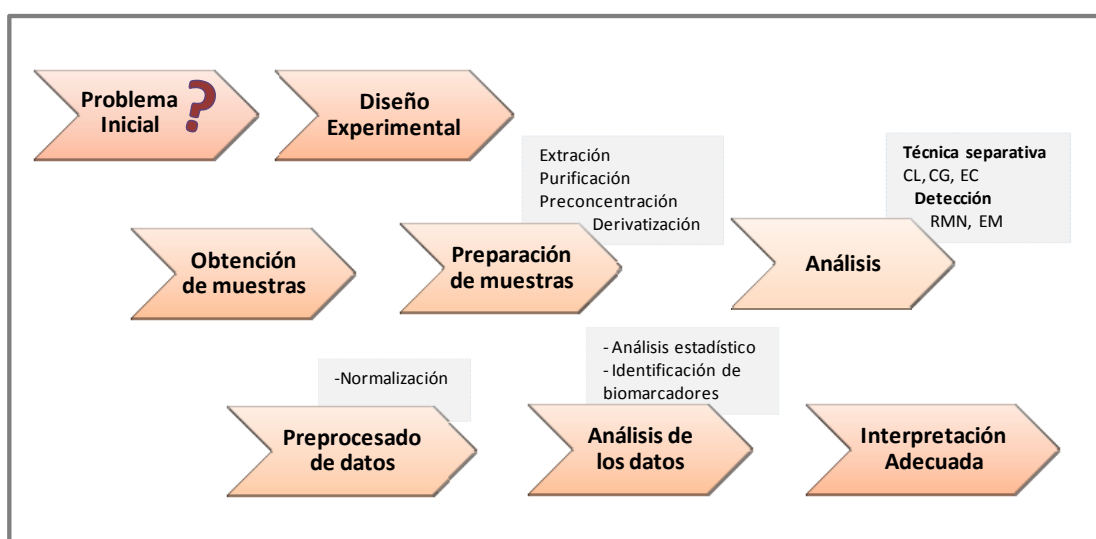 Problema
Inicial
?
Diseño
Experimental
Extracción
Purificación
Preconcentración
Derivatización
Técnica separativa
CL, CG, EC
Detección
RMN, EM
Obtención
de muestras
Preparación
de muestras
Análisis
-Normalización
- Análisis estadístico
- Identificación de
biomarcadores
Preprocesado
de datos
Análisis de
los datos
Interpretación
Adecuada